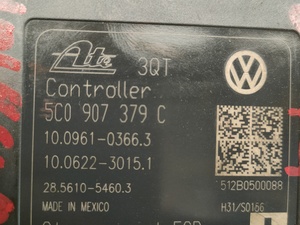 Ate 3QT
Controller
5C0 907 379 C
10.0961-0366.3
10.0622-3015.1
28.5610-5460.3
512B0500088
MADE IN MEXICO
H31/S0166